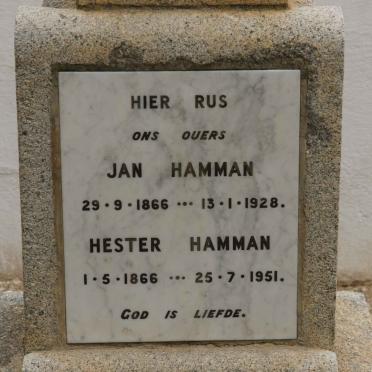 HIER RUS
ONS OUERS
JAN HAMMAN
29·9·1866 ··· 13·1·1928.
HESTER HAMMAN
1·5·1866 ··· 25·7·1951.
GOD IS LIEFDE.